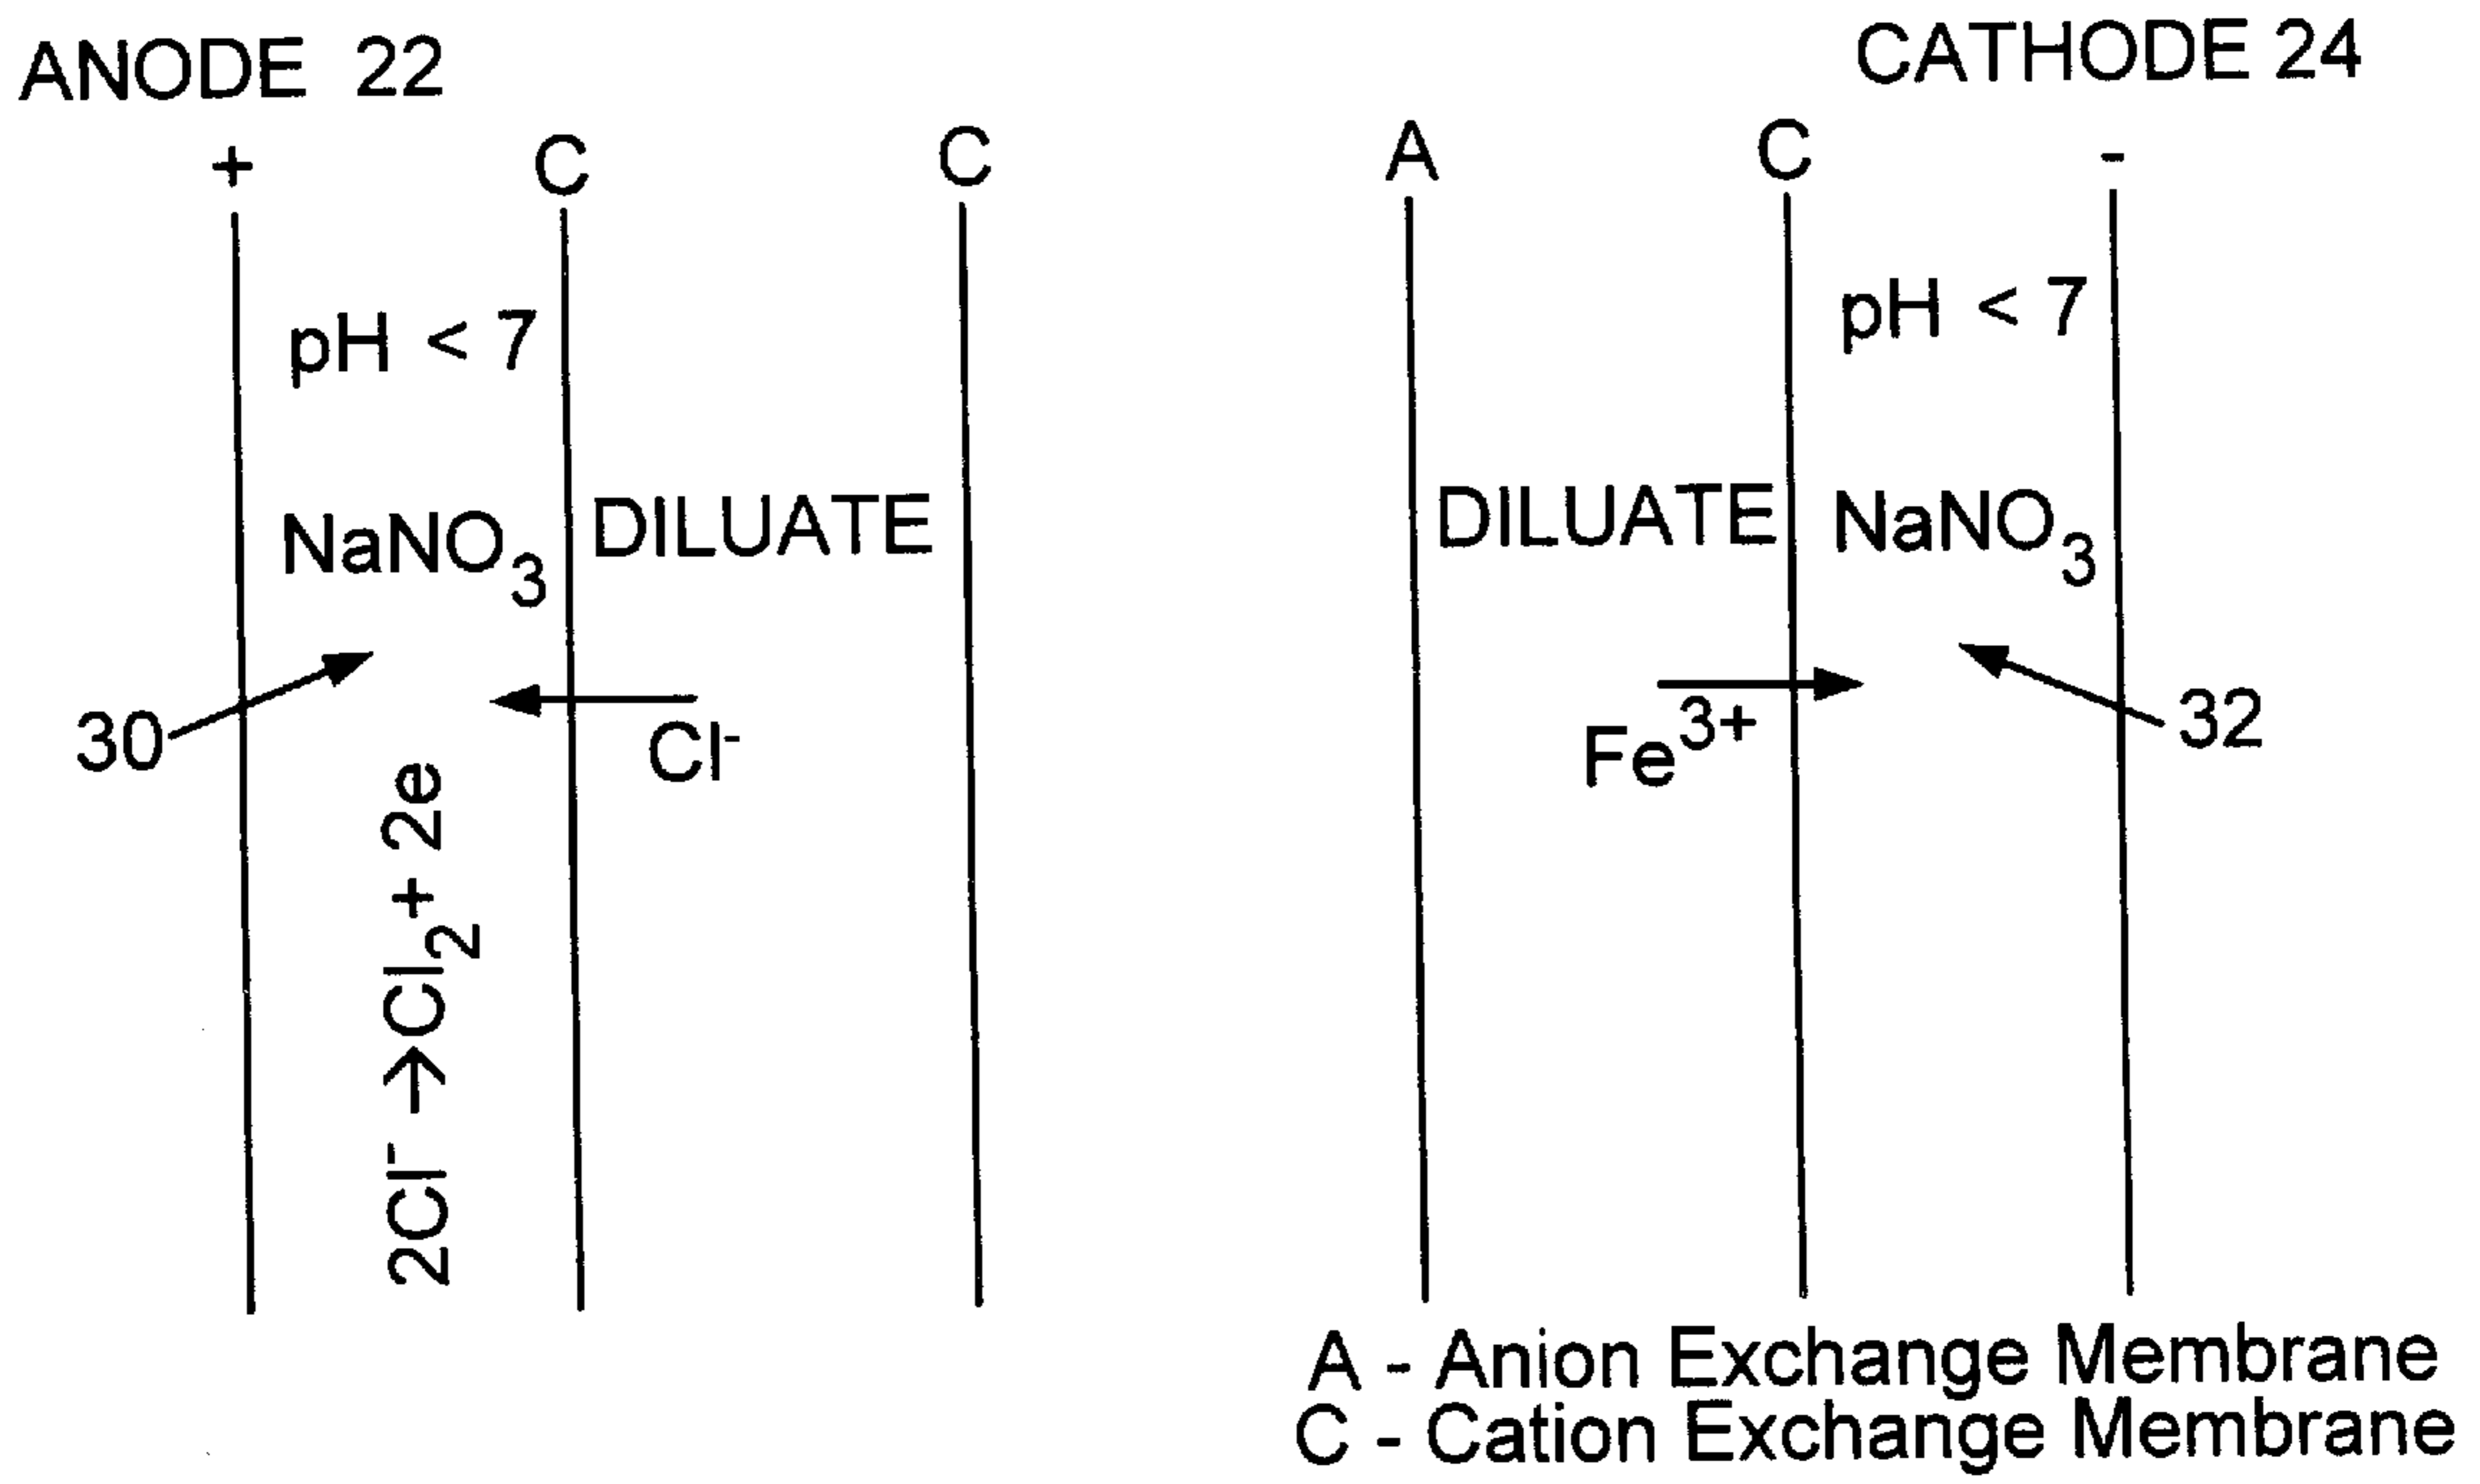 ANODE 22
CATHODE 24
+
C
C
A
C
-
pH < 7
pH < 7
NaNO3
DILUATE
DILUATE
NaNO3
30
Cl-
Fe3+
32
2Cl- →Cl2+ 2e
A - Anion Exchange Membrane
C - Cation Exchange Membrane